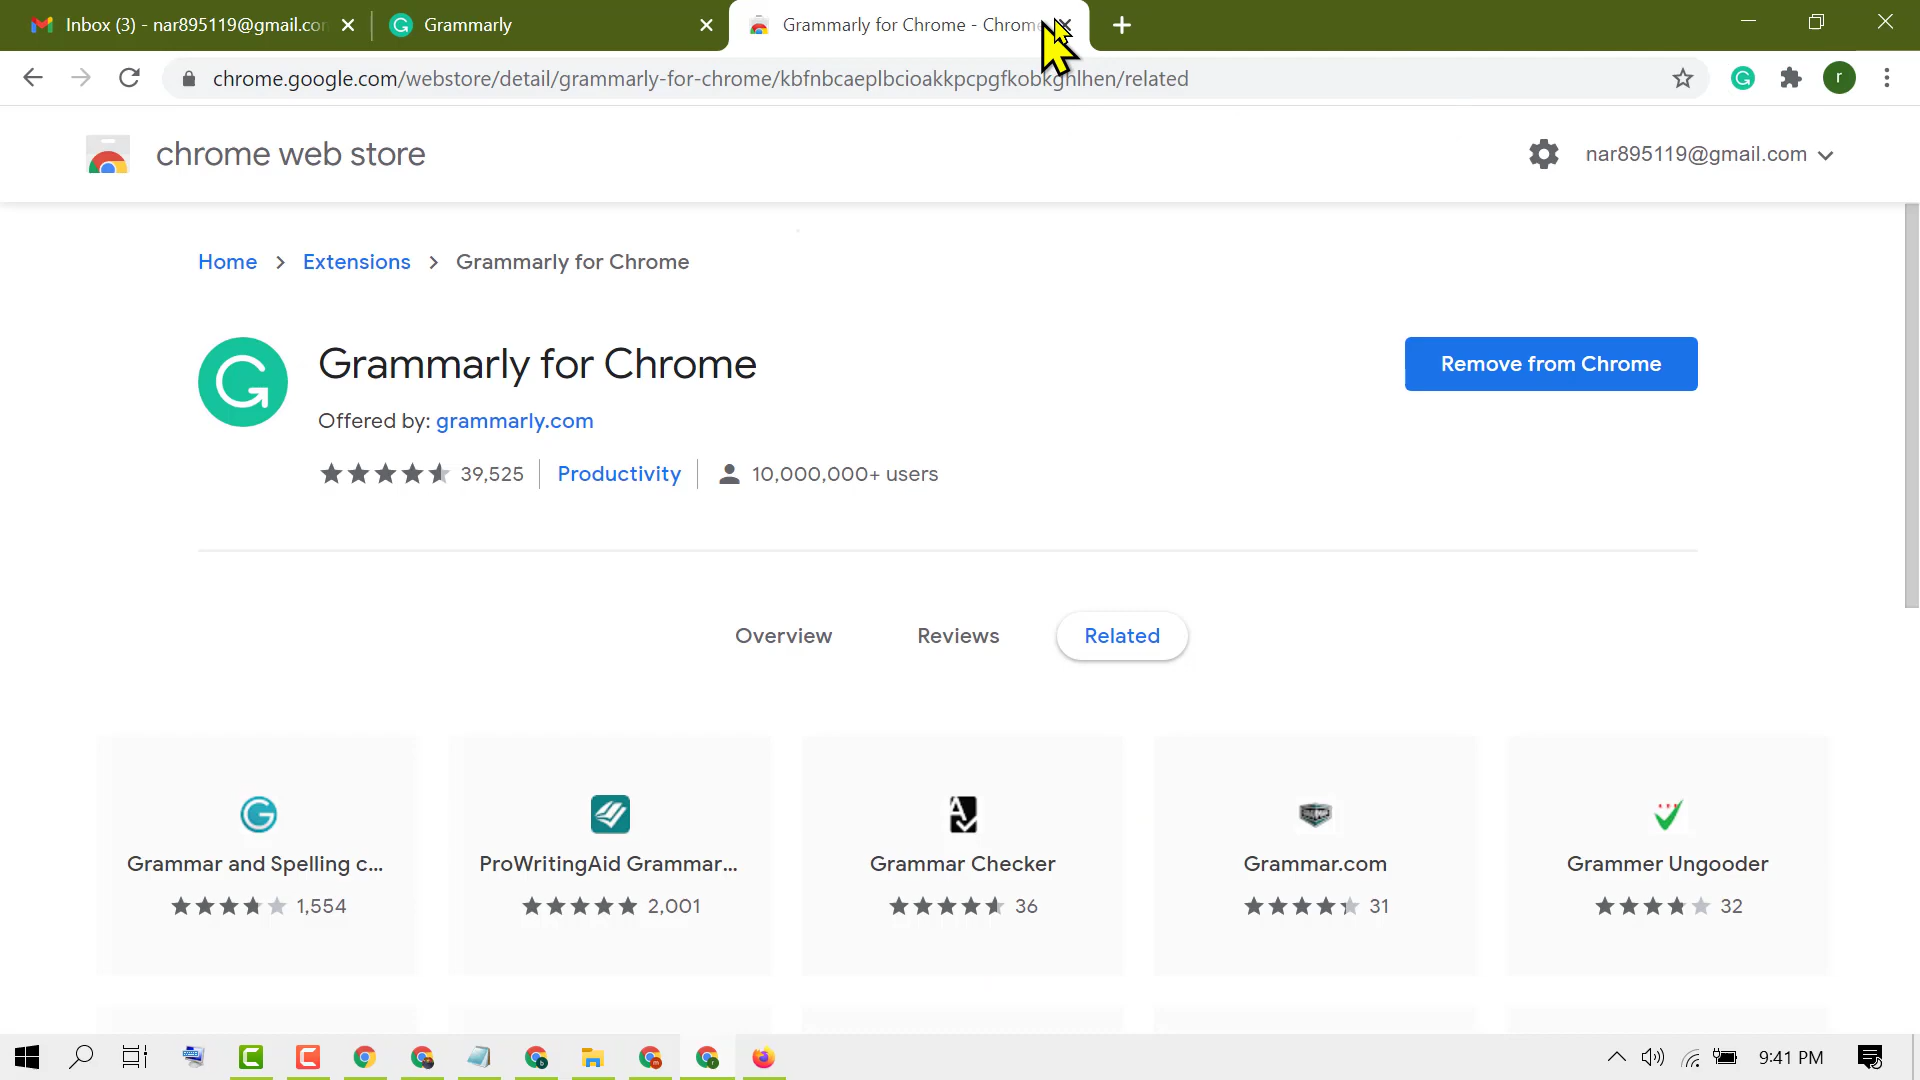 Inbox (3) - nar895119@gmail.co
Grammarly
Grammarly for Chrome - Chrom
chrome.google.com/webstore/detail/grammarly-for-chrome/kbfnbcaeplbcioakkpcpgfkobkghlhen/related
r
chrome web store
nar895119@gmail.com
Home > Extensions > Grammarly for Chrome
Grammarly for Chrome
Remove from Chrome
Offered by: grammarly.com
39,525
Productivity
10,000,000+ users
Overview
Reviews
Related
Grammar and Spelling c...
1,554
ProWritingAid Grammar...
2,001
Grammar Checker
36
Grammar.com
31
Grammer Ungooder
32
9:41 PM